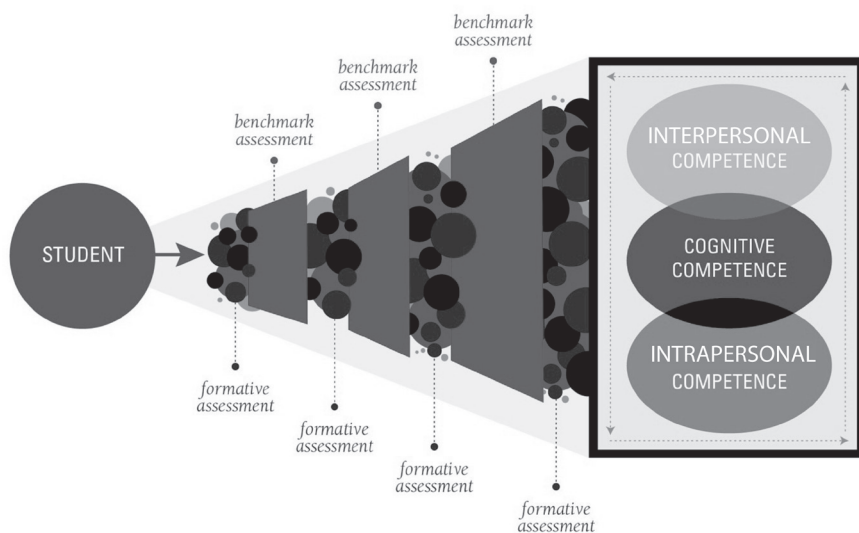 benchmark
assessment
benchmark
assessment
benchmark
assessment
STUDENT
formative
assessment
formative
assessment
formative
assessment
formative
assessment
INTERPERSONAL
COMPETENCE
COGNITIVE
COMPETENCE
INTRAPERSONAL
COMPETENCE